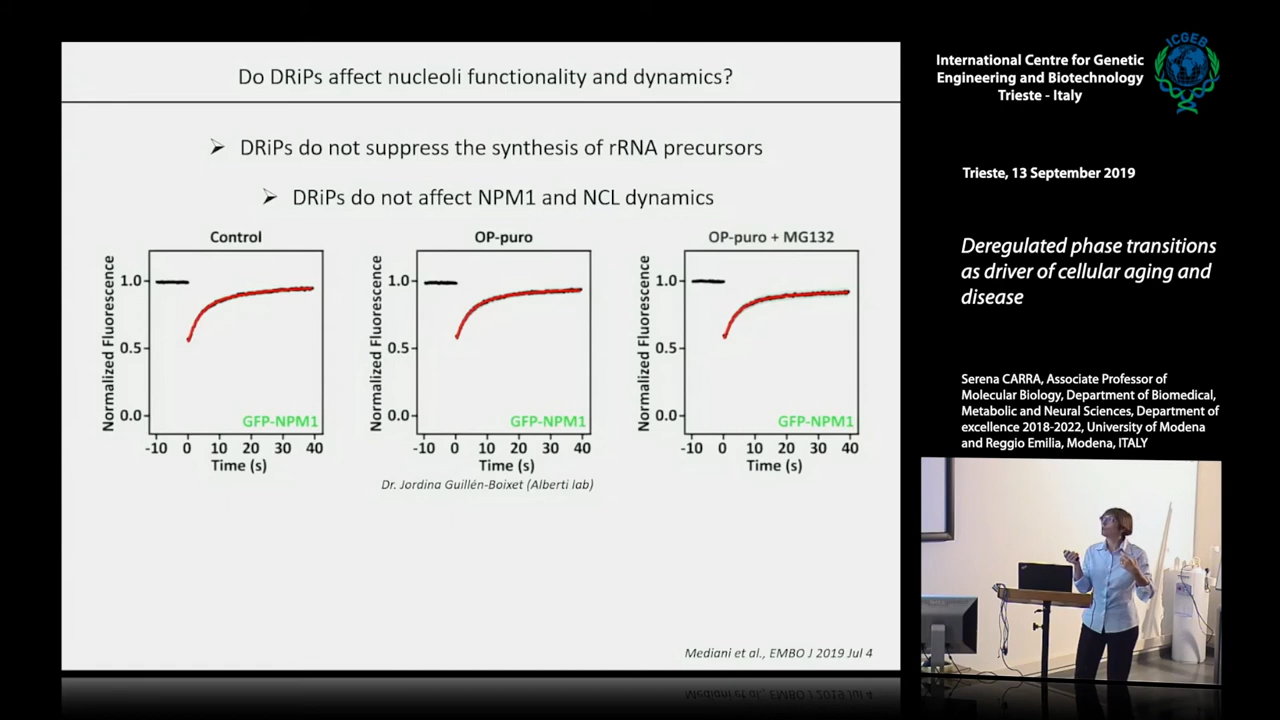 Do DRiPs affect nucleoli functionality and dynamics?
DRiPs do not suppress the synthesis of rRNA precursors
DRiPs do not affect NPM1 and NCL dynamics
Control
Normalized Fluorescence
1.0
0.5
0.0
GFP-NPM1
-10 0 10 20 30 40
Time (s)
OP-puro
Normalized Fluorescence
1.0
0.5
0.0
GFP-NPM1
-10 0 10 20 30 40
Time (s)
OP-puro + MG132
Normalized Fluorescence
1.0
0.5
0.0
GFP-NPM1
-10 0 10 20 30 40
Time (s)
Dr. Jordina Guillén-Boixet (Alberti lab)
Mediani et al., EMBO J 2019 Jul 4
International Centre for Genetic
Engineering and Biotechnology
Trieste - Italy
ICGEB
Trieste, 13 September 2019
Deregulated phase transitions
as driver of cellular aging and
disease
Serena CARRA, Associate Professor of
Molecular Biology, Department of Biomedical,
Metabolic and Neural Sciences, Department of
excellence 2018-2022, University of Modena
and Reggio Emilia, Modena, ITALY